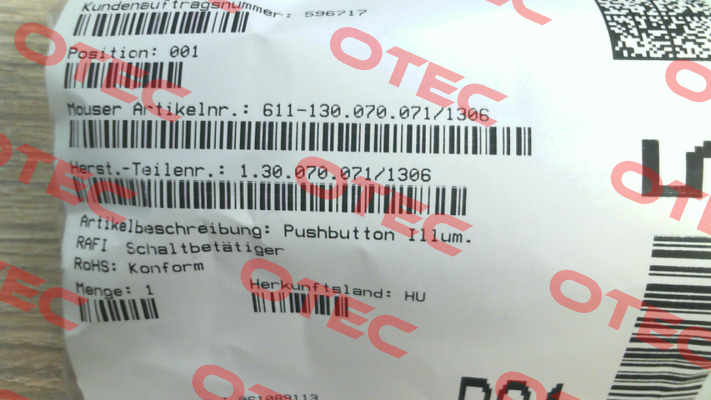 Kundenauftragsnummer: 596717
Position: 001
Mouser Artikelnr.: 611-130.070.071/1306
Herst.-Teilenr.: 1.30.070.071/1306
Artikelbeschreibung: Pushbutton Illum.
RAFI Schaltbetätiger
RoHS: Konform
Menge: 1
Herkunftsland: HU
OTEC